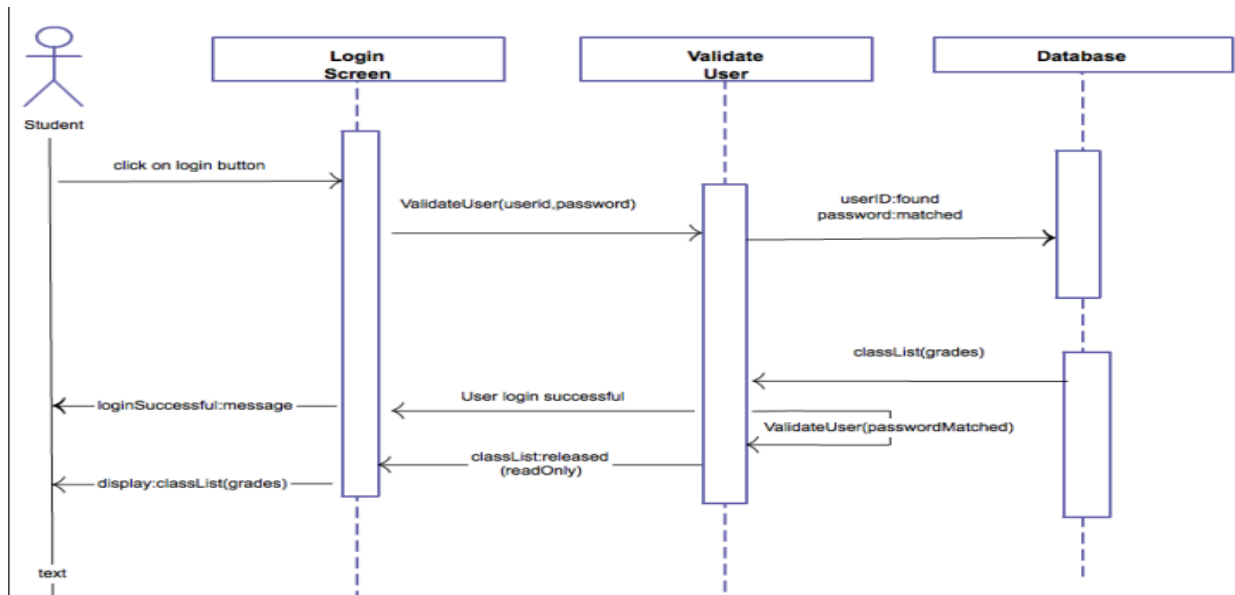 Login
Screen
Validate
User
Database
Student
click on login button
ValidateUser(userid,password)
userID:found
password:matched
classList(grades)
User login successful
loginSuccessful:message
ValidateUser(passwordMatched)
classList:released
(readOnly)
display:classList(grades)
text